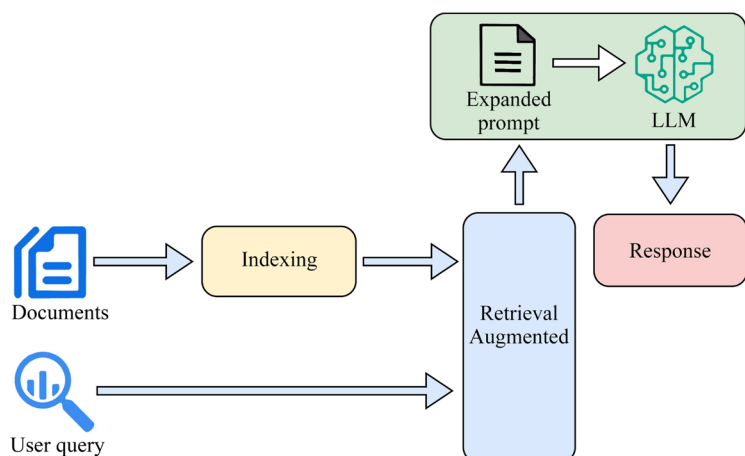 Expanded
prompt
LLM
Documents
Indexing
Retrieval
Augmented
Response
User query